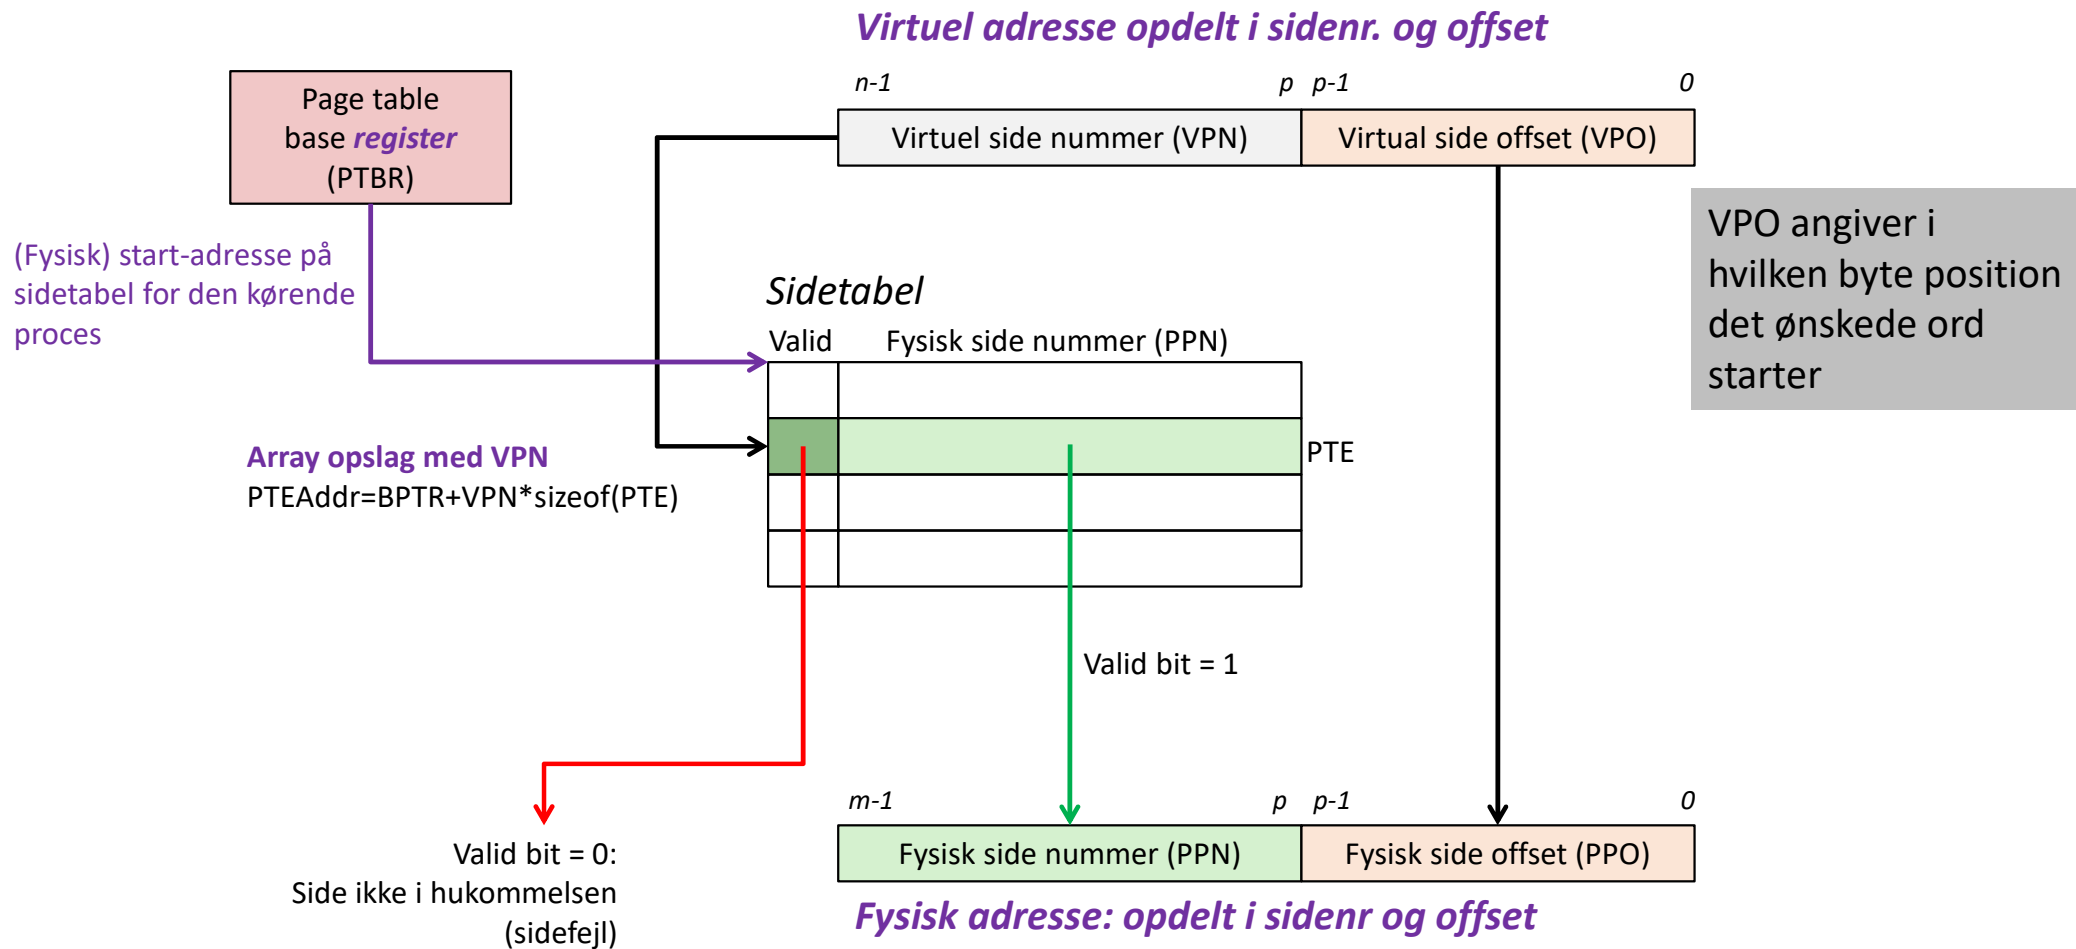 Virtuel adresse opdelt i sidenr. og offset
n-1 p p-1 0
Page table
base register
(PTBR)
Virtuel side nummer (VPN) Virtual side offset (VPO)
(Fysisk) start-adresse på
sidetabel for den kørende
proces
VPO angiver i
hvilken byte position
det ønskede ord
starter
Sidetabel
Valid Fysisk side nummer (PPN)
PTE
Array opslag med VPN
PTEAddr=BPTR+VPN*sizeof(PTE)
Valid bit = 1
m-1 p p-1 0
Valid bit = 0:
Side ikke i hukommelsen
(sidefejl)
Fysisk side nummer (PPN) Fysisk side offset (PPO)
Fysisk adresse: opdelt i sidenr og offset